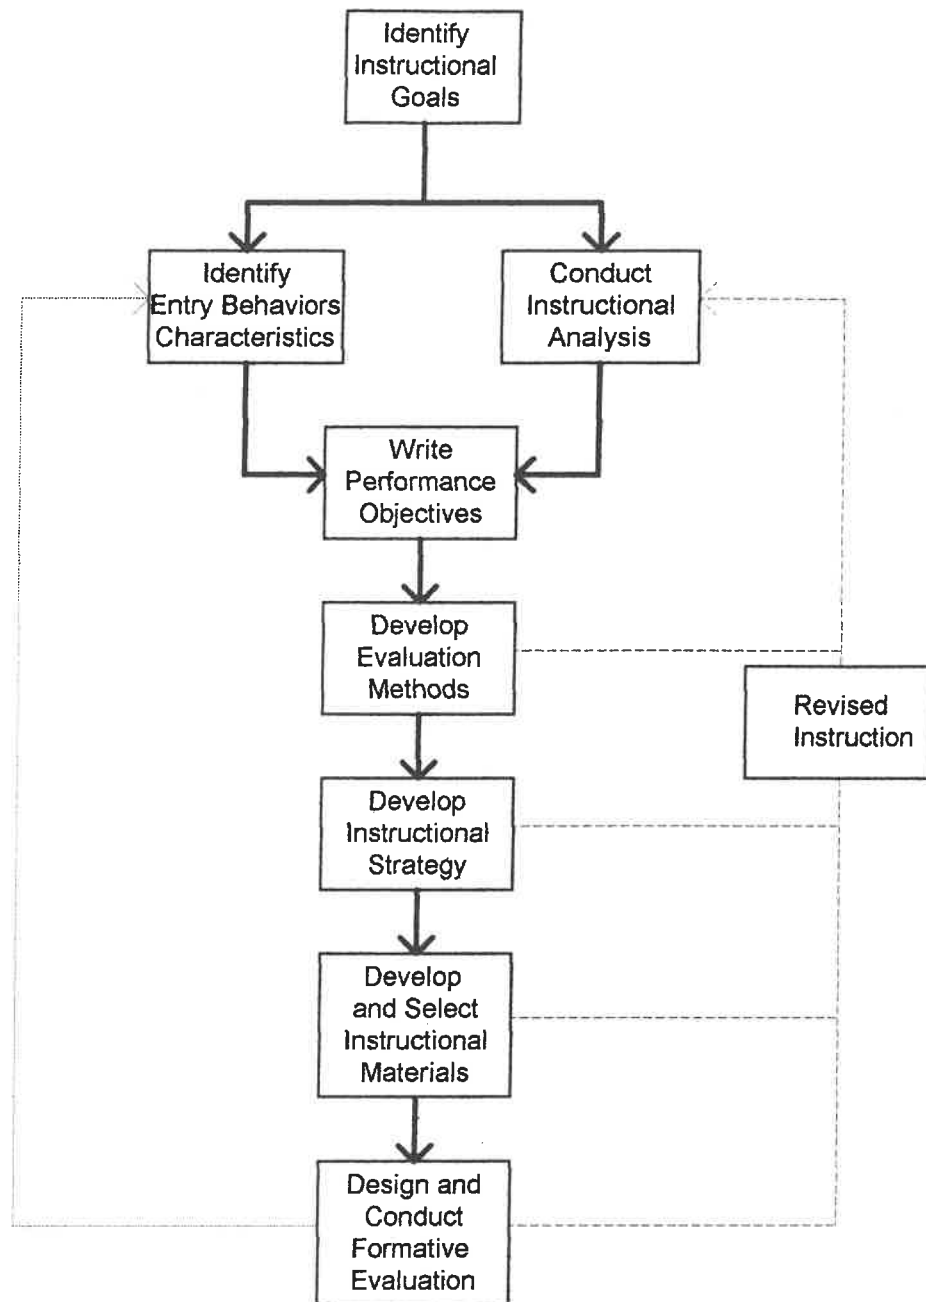 Identify
Instructional
Goals
Identify
Entry Behaviors
Characteristics
Conduct
Instructional
Analysis
Write
Performance
Objectives
Develop
Evaluation
Methods
Revised
Instruction
Develop
Instructional
Strategy
Develop
and Select
Instructional
Materials
Design and
Conduct
Formative
Evaluation